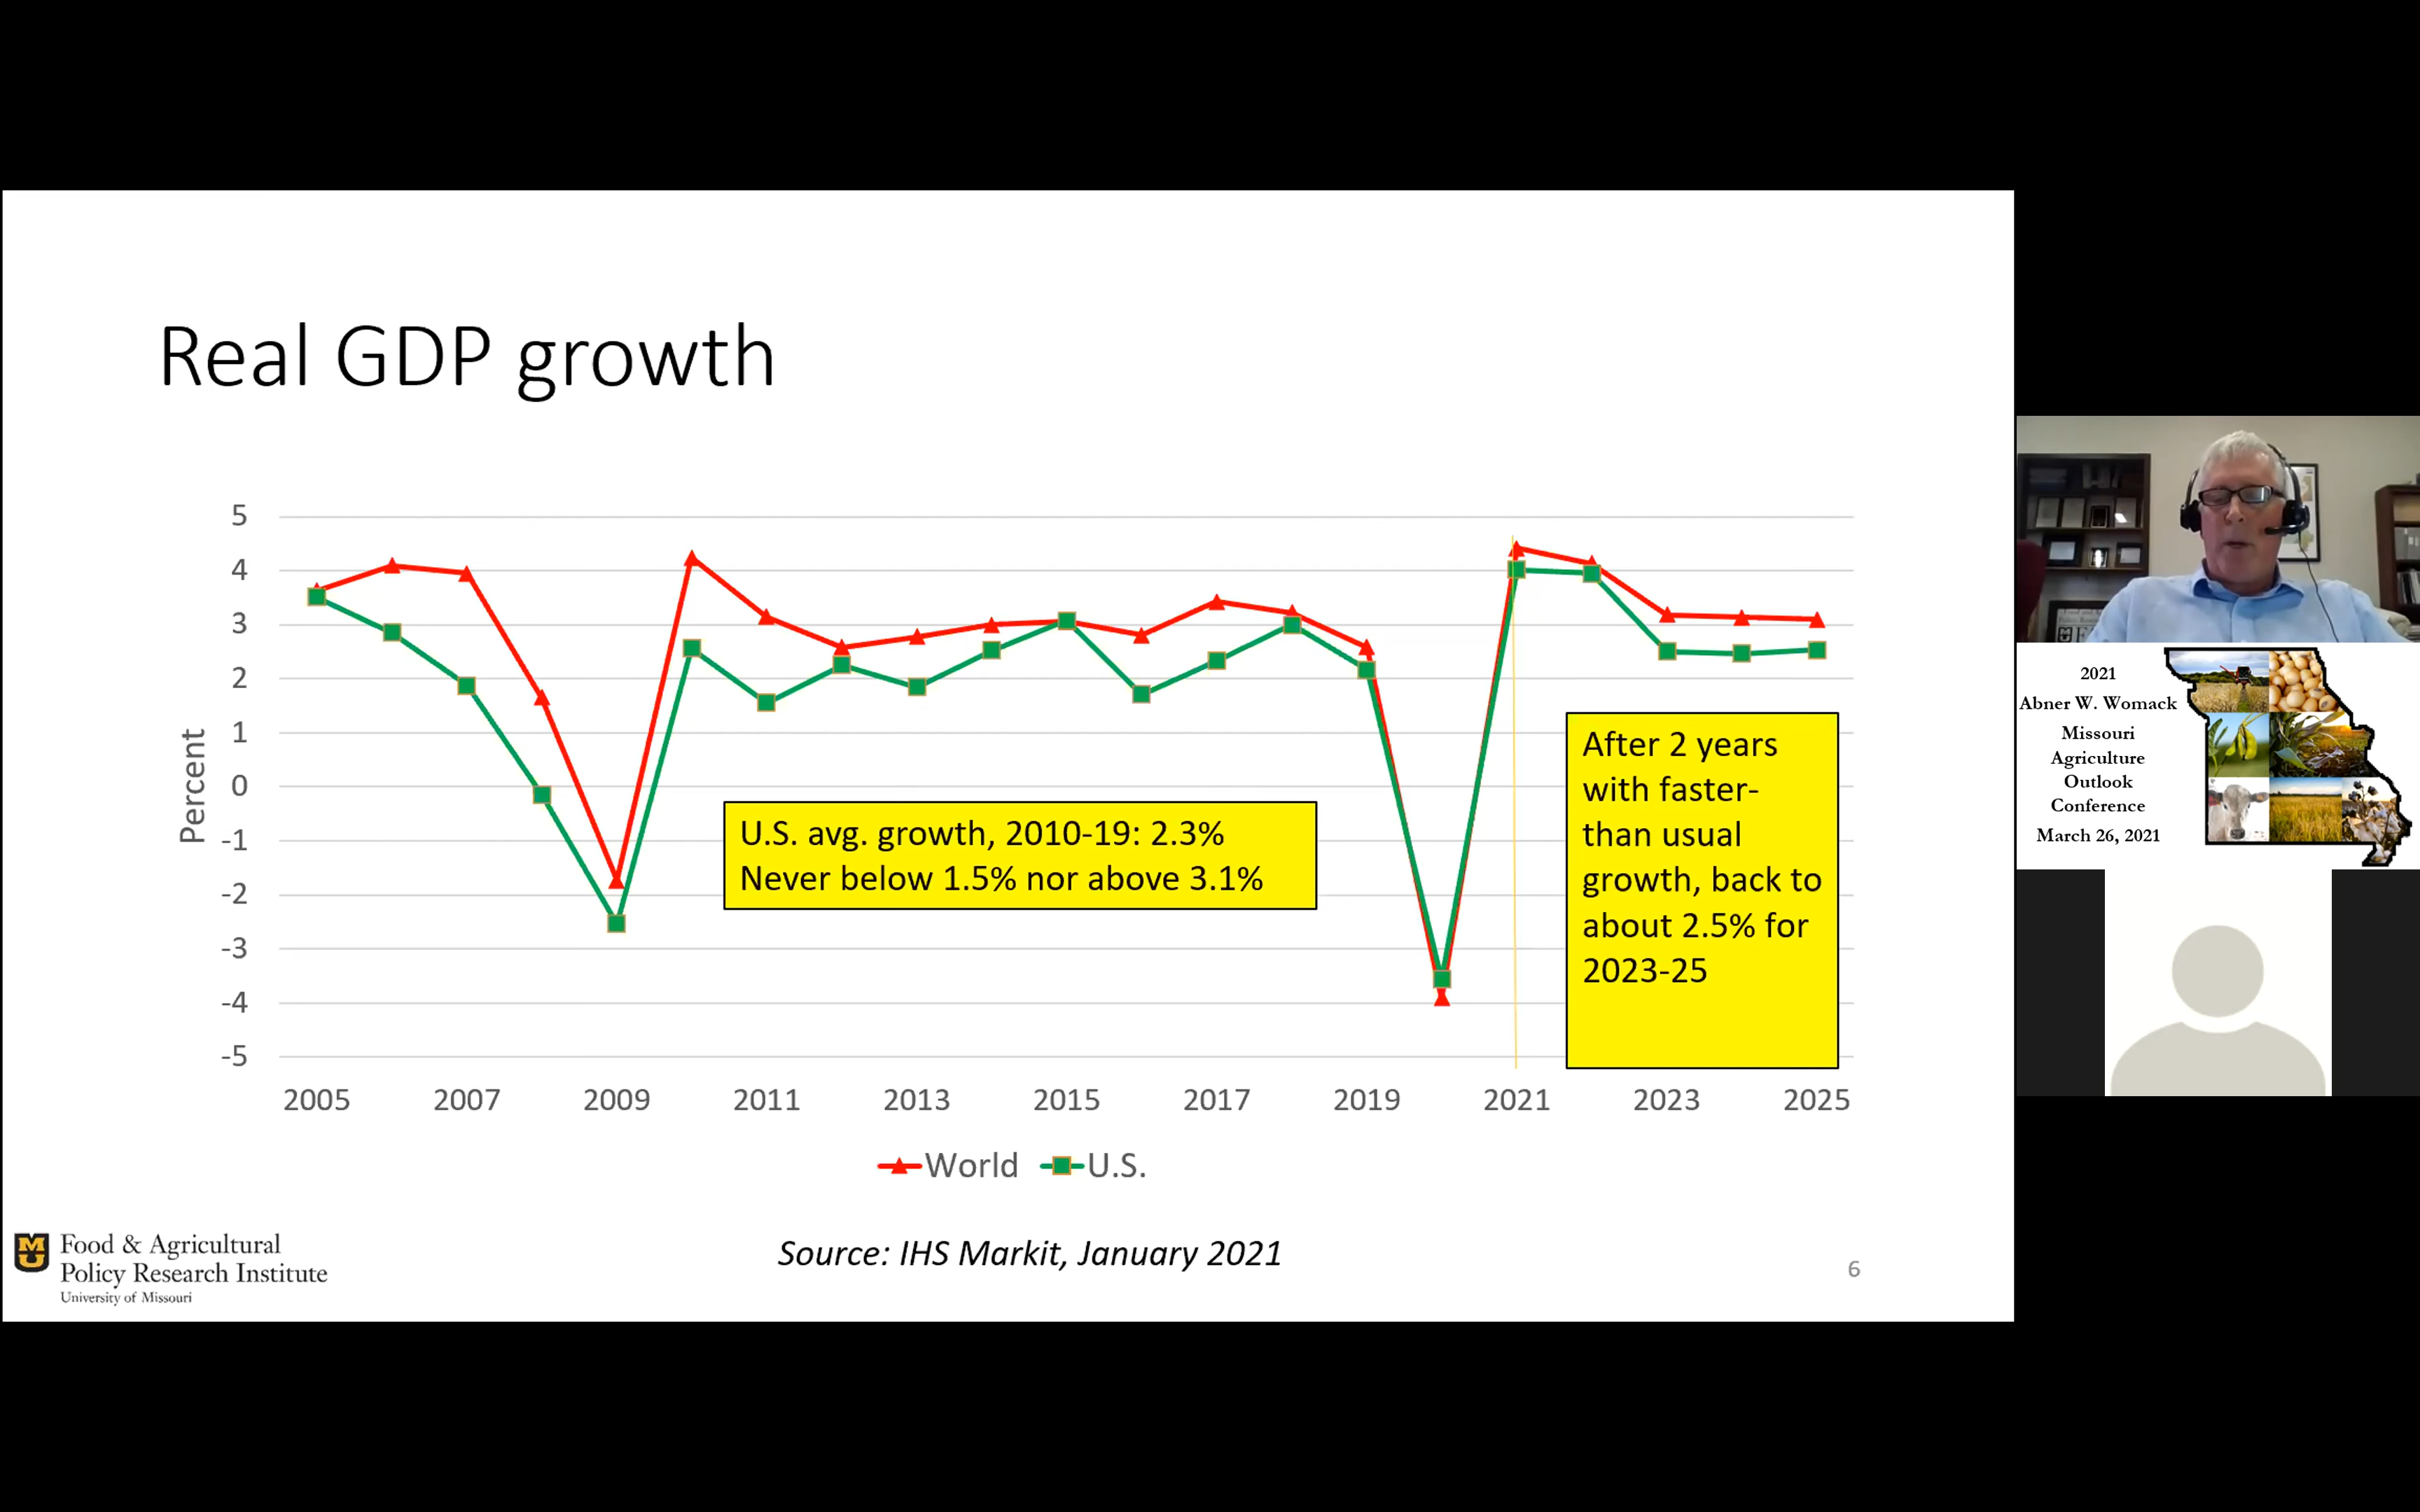 Real GDP growth
5
4
3
2
1
0
-1
-2
-3
-4
-5
Percent
U.S. avg. growth, 2010-19: 2.3%
Never below 1.5% nor above 3.1%
After 2 years
with faster-
than usual
growth, back to
about 2.5% for
2023-25
2005 2007 2009 2011 2013 2015 2017 2019 2021 2023 2025
World U.S.
Source: IHS Markit, January 2021
6
MU
Food & Agricultural
Policy Research Institute
University of Missouri
2021
Abner W. Womack
Missouri
Agriculture
Outlook
Conference
March 26, 2021